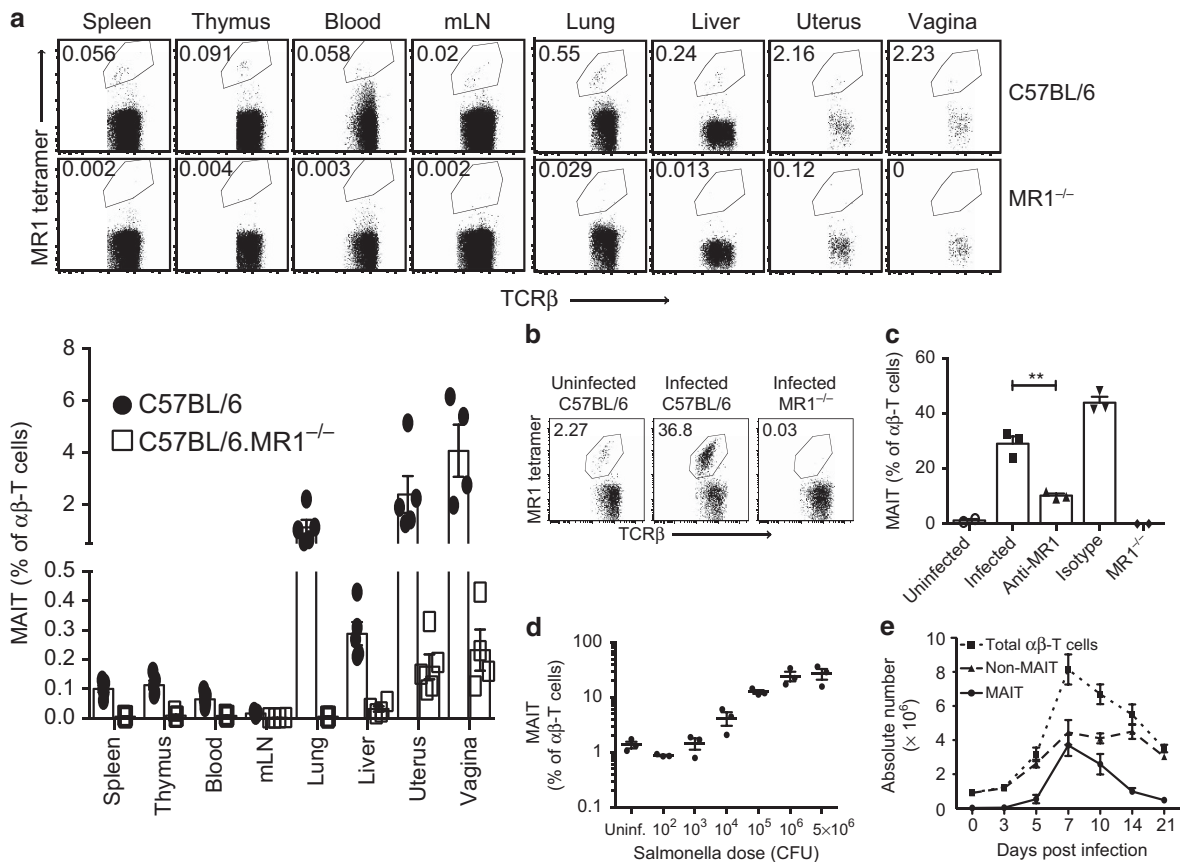 a
Spleen Thymus Blood mLN Lung Liver Uterus Vagina
0.056 0.091 0.058 0.02 0.55 0.24 2.16 2.23
C57BL/6
0.002 0.004 0.003 0.002 0.029 0.013 0.12 0
MR1–/–
MR1 tetramer
TCRβ
MAIT (% of αβ-T cells)
8
6
4
2
0.5
0.4
0.3
0.2
0.1
0.0
C57BL/6
C57BL/6.MR1–/–
Spleen
Thymus
Blood
mLN
Lung
Liver
Uterus
Vagina
b
Uninfected C57BL/6
Infected C57BL/6
Infected MR1–/–
2.27 36.8 0.03
MR1 tetramer
TCRβ
c
MAIT (% of αβ-T cells)
60
40
20
0
**
Uninfected
Infected
Anti-MR1
Isotype
MR1–/–
d
MAIT
(% of αβ-T cells)
100
10
1
0.1
Uninf. 10² 10³ 10⁴ 10⁵ 10⁶ 5×10⁶
Salmonella dose (CFU)
e
Absolute number
(× 10⁶)
10
8
6
4
2
0
Total αβ-T cells
Non-MAIT
MAIT
0 3 5 7 10 14 21
Days post infection